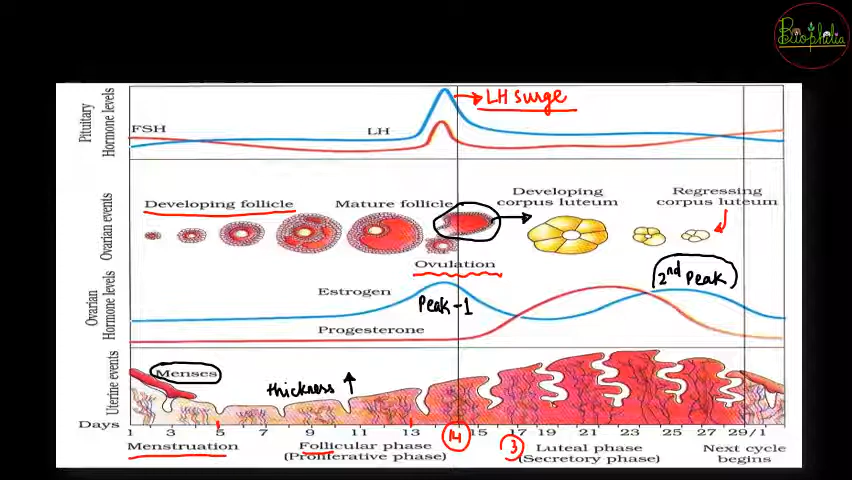 Biophilia
Pituitary
Hormone levels
FSH
LH
LH surge
Ovarian events
Developing follicle
Mature follicle
Developing
corpus luteum
Regressing
corpus luteum
Ovulation
Ovarian
Hormone levels
Estrogen
Peak-1
2nd Peak
Progesterone
Uterine events
Menses
thickness
Days
1 3 5 7 9 11 13 14 15 17 19 21 23 25 27 29/1
Menstruation
Follicular phase
(Proliferative phase)
3
Luteal phase
(Secretory phase)
Next cycle
begins